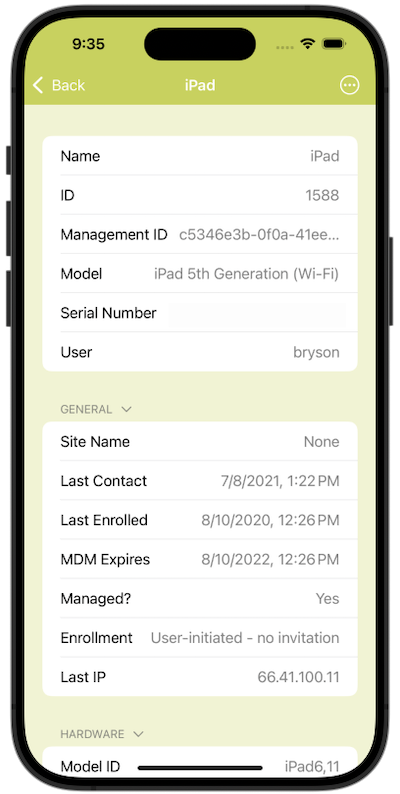 9:35
Back iPad
Name iPad
ID 1588
Management ID c5346e3b-0f0a-41ee...
Model iPad 5th Generation (Wi-Fi)
Serial Number
User bryson
GENERAL
Site Name None
Last Contact 7/8/2021, 1:22 PM
Last Enrolled 8/10/2020, 12:26 PM
MDM Expires 8/10/2022, 12:26 PM
Managed? Yes
Enrollment User-initiated - no invitation
Last IP 66.41.100.11
HARDWARE
Model ID iPad6,11